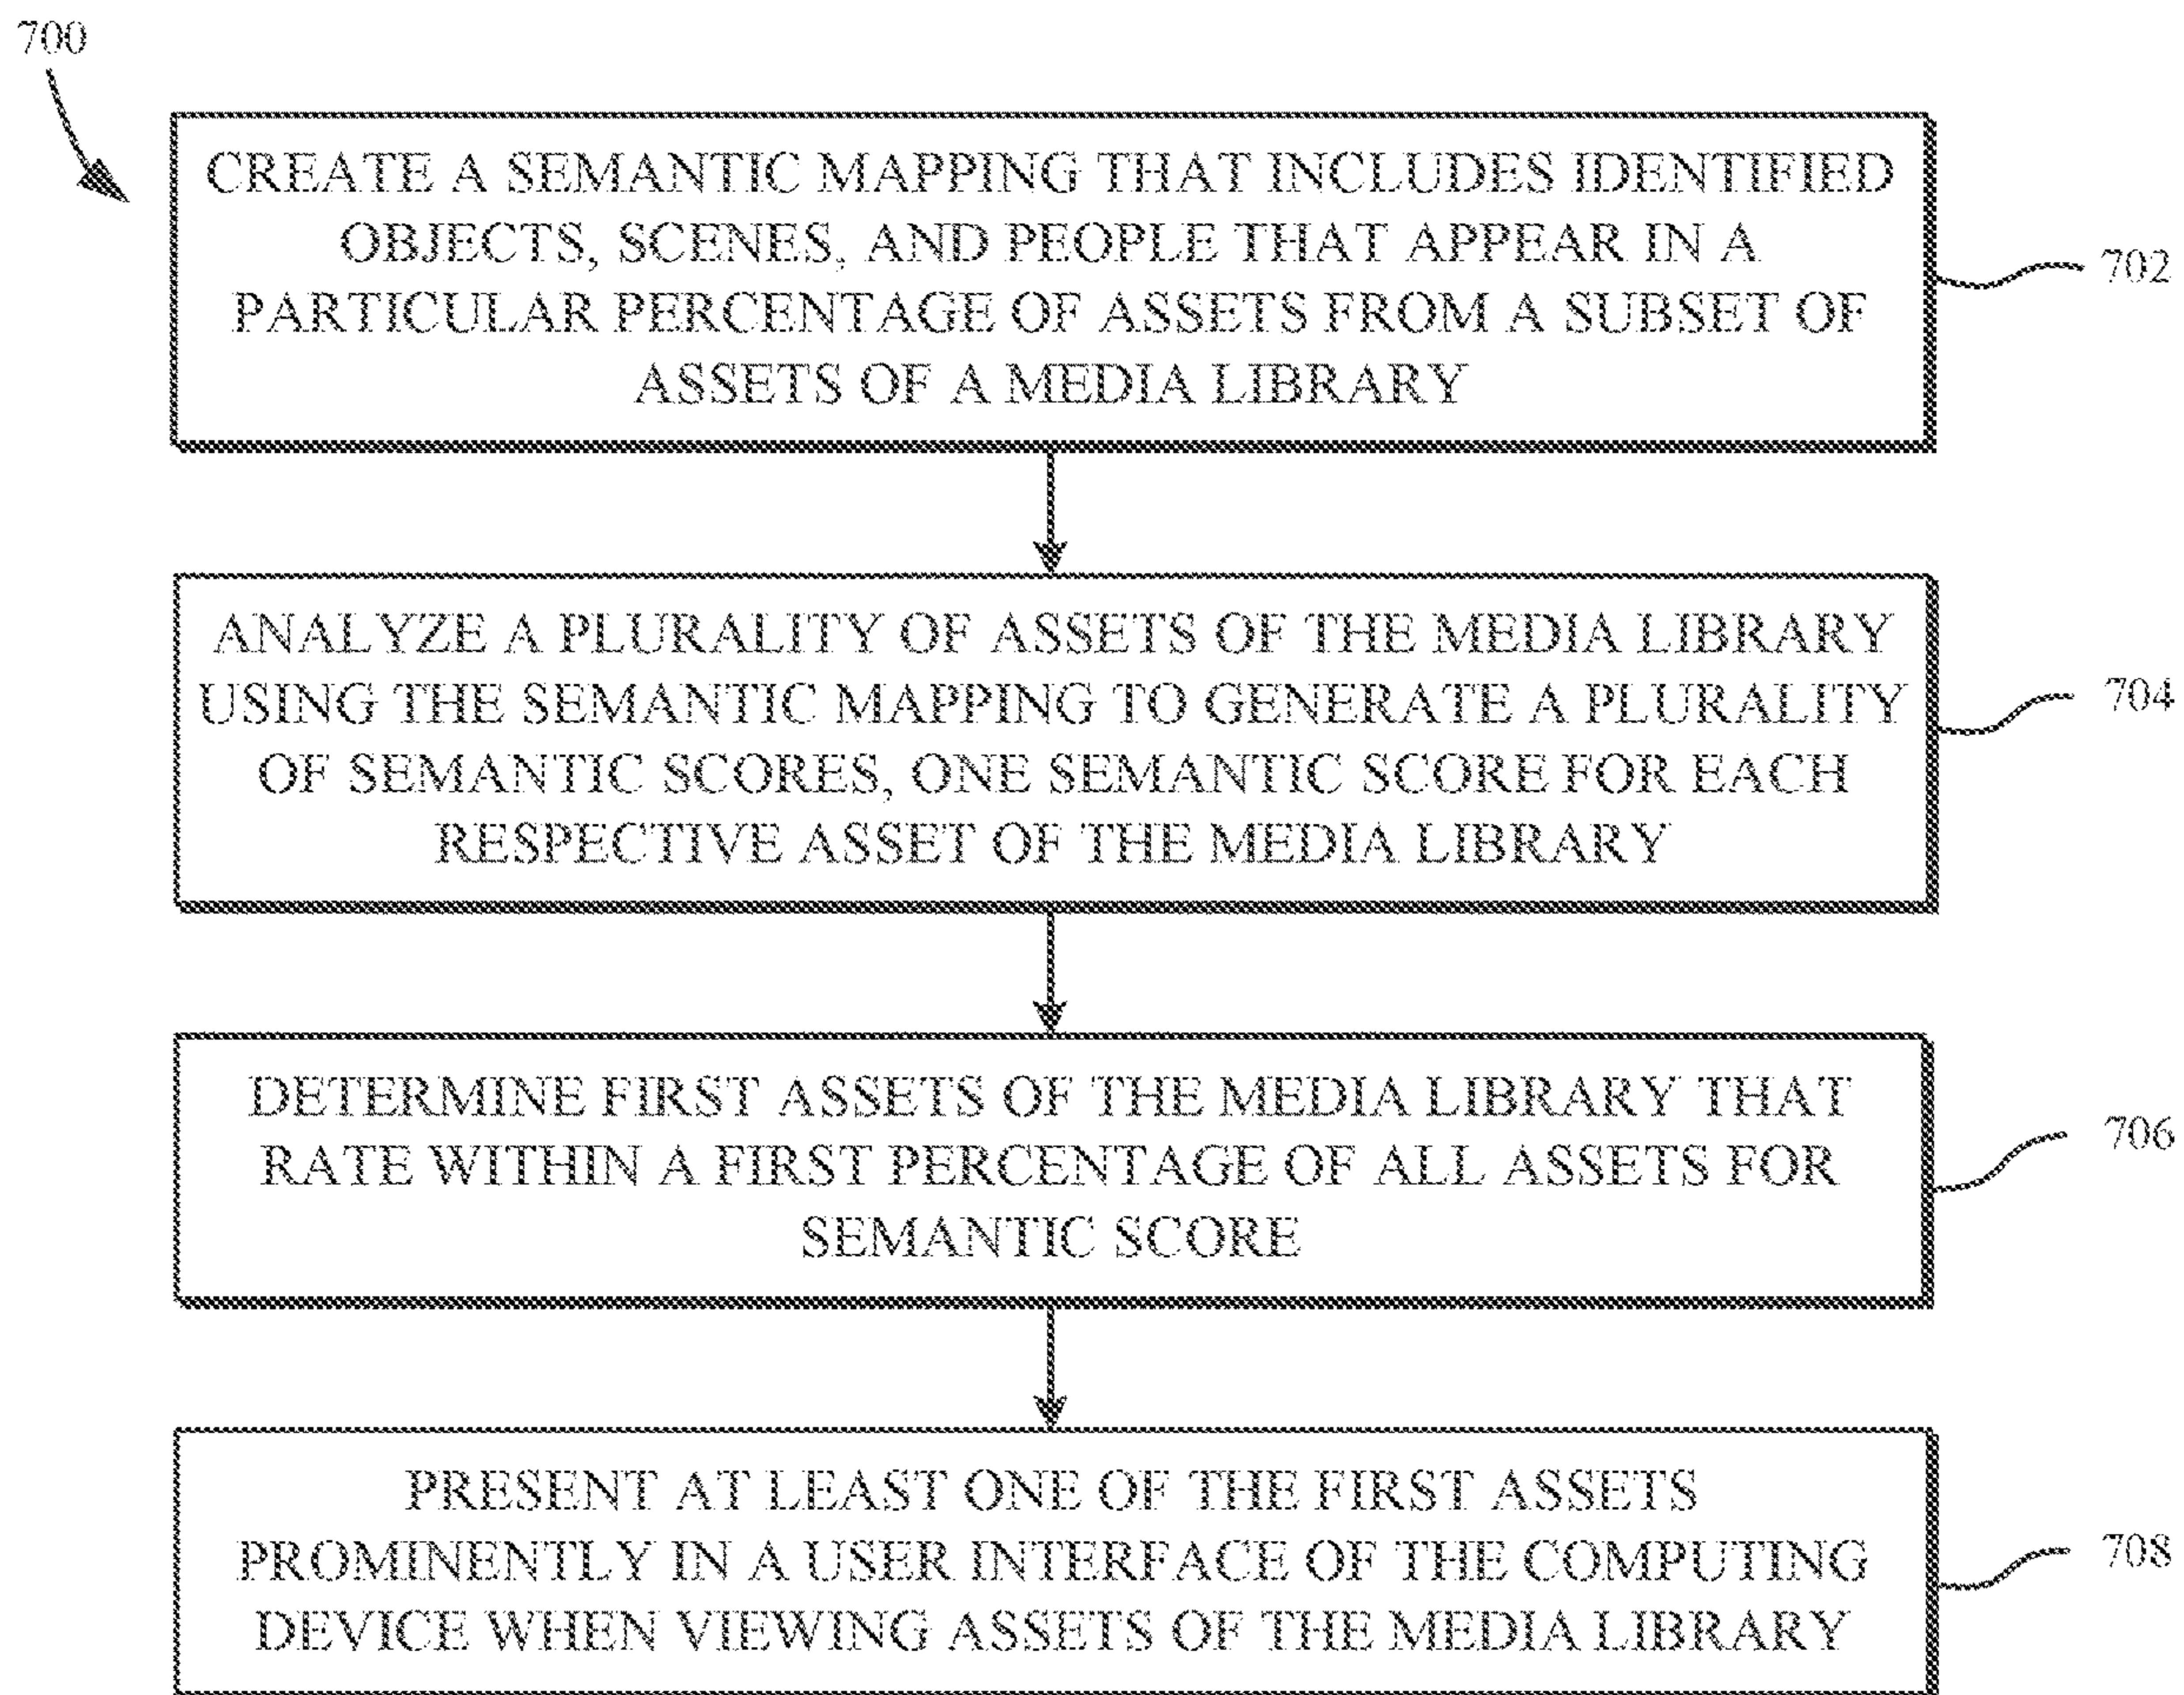 700
CREATE A SEMANTIC MAPPING THAT INCLUDES IDENTIFIED
OBJECTS, SCENES, AND PEOPLE THAT APPEAR IN A
PARTICULAR PERCENTAGE OF ASSETS FROM A SUBSET OF
ASSETS OF A MEDIA LIBRARY
702
ANALYZE A PLURALITY OF ASSETS OF THE MEDIA LIBRARY
USING THE SEMANTIC MAPPING TO GENERATE A PLURALITY
OF SEMANTIC SCORES, ONE SEMANTIC SCORE FOR EACH
RESPECTIVE ASSET OF THE MEDIA LIBRARY
704
DETERMINE FIRST ASSETS OF THE MEDIA LIBRARY THAT
RATE WITHIN A FIRST PERCENTAGE OF ALL ASSETS FOR
SEMANTIC SCORE
706
PRESENT AT LEAST ONE OF THE FIRST ASSETS
PROMINENTLY IN A USER INTERFACE OF THE COMPUTING
DEVICE WHEN VIEWING ASSETS OF THE MEDIA LIBRARY
708